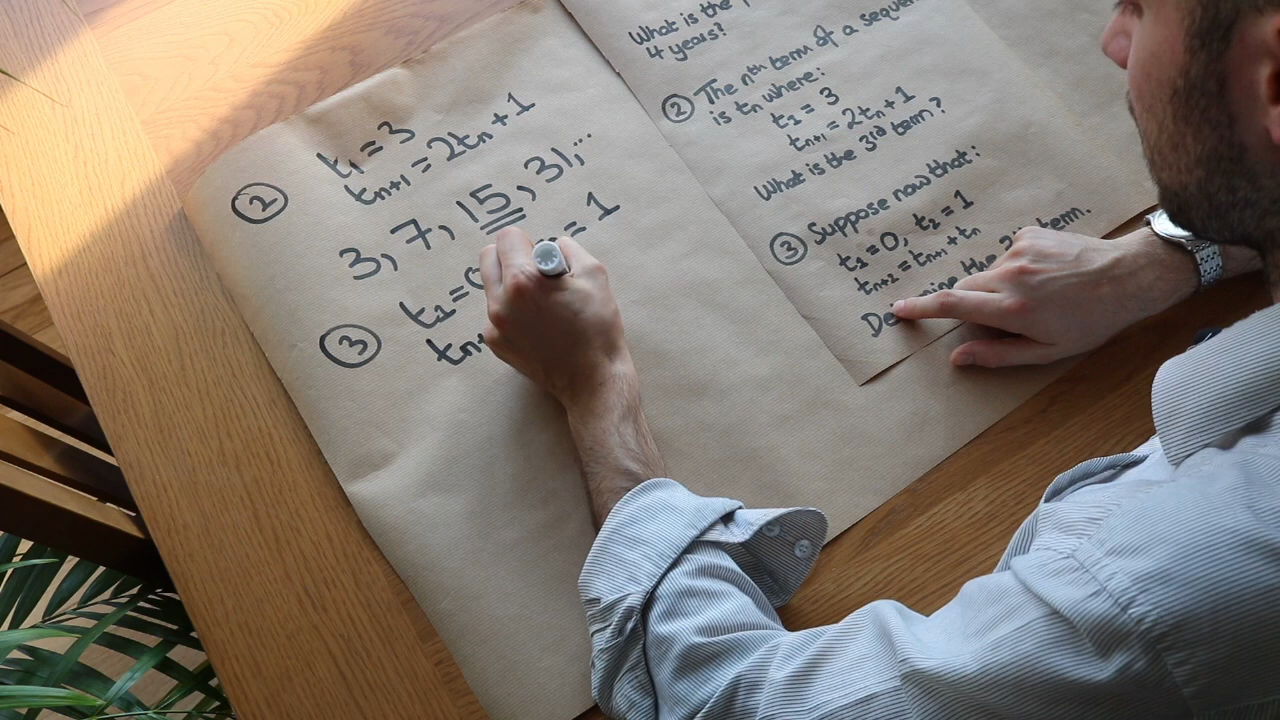 ②
t₁ = 3
tₙ₊₁ = 2tₙ + 1
3, 7, 15, 31, ...
③
t₁ = = 1
What is the
4 years?
② The nᵗʰ term of a
is tₙ where:
t₁ = 3
tₙ₊₁ = 2tₙ + 1
What is the 3ʳᵈ term?
③ Suppose now that:
t₁ = 0, t₂ = 1
tₙ₊₂ = tₙ₊₁ + tₙ
the term.